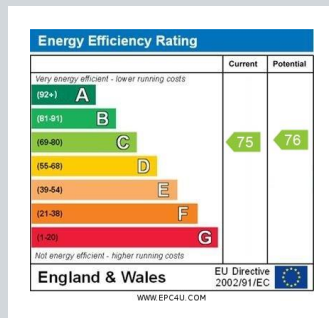 Energy Efficiency Rating
Current Potential
Very energy efficient - lower running costs
(92+) A
(81-91) B
(69-80) C 75 76
(55-68) D
(39-54) E
(21-38) F
(1-20) G
Not energy efficient - higher running costs
England & Wales
EU Directive
2002/91/EC
WWW.EPC4U.COM